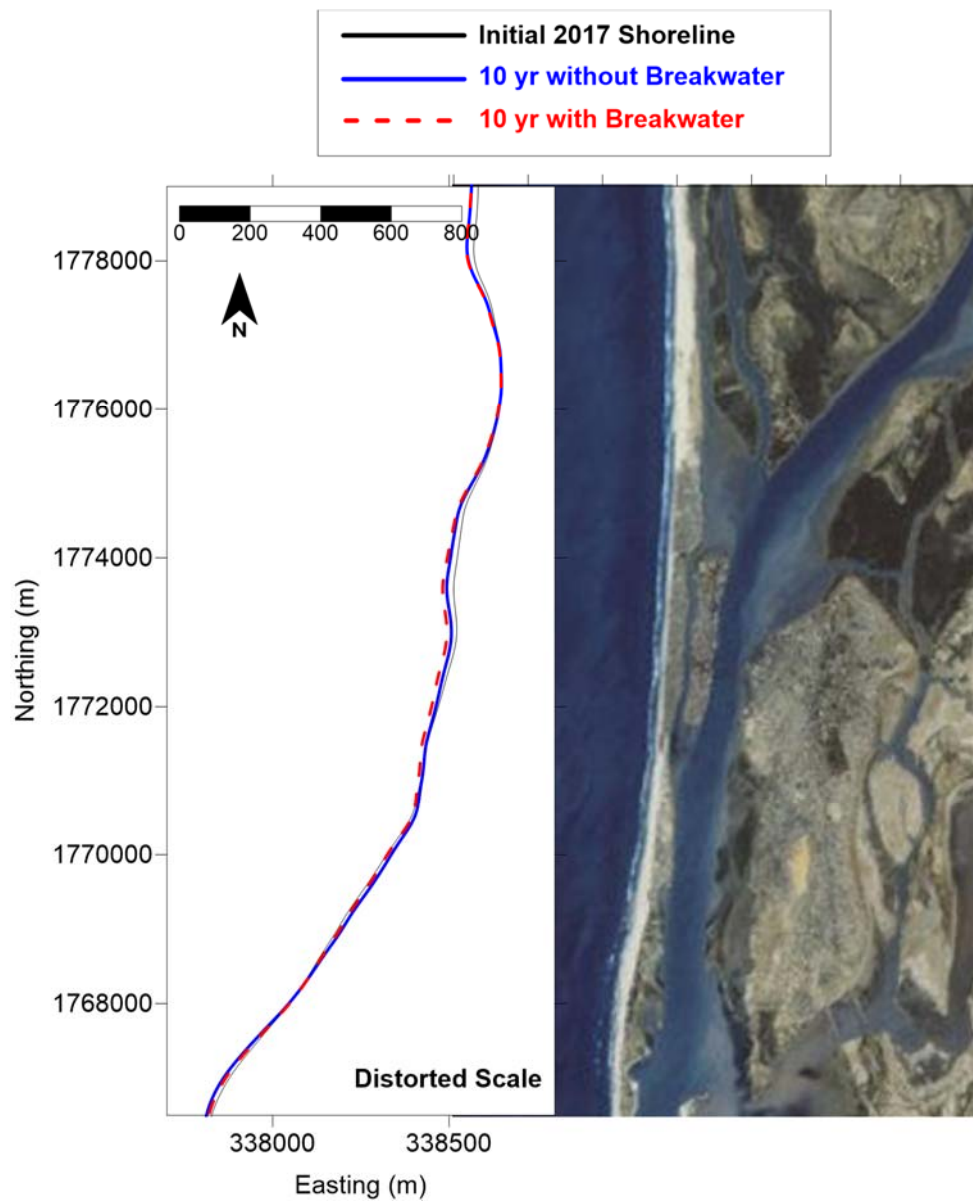 Initial 2017 Shoreline
10 yr without Breakwater
10 yr with Breakwater
0 200 400 600 800
N
1778000
1776000
1774000
1772000
1770000
1768000
Northing (m)
Distorted Scale
338000 338500
Easting (m)